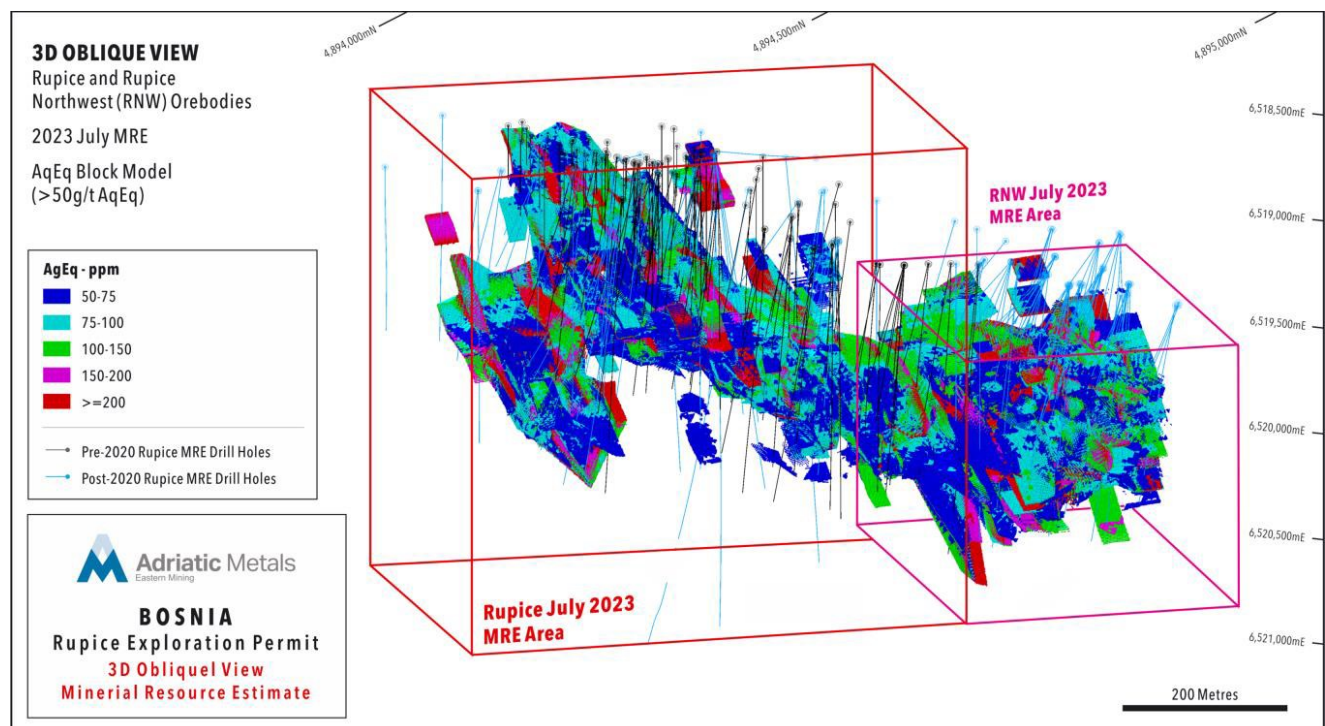 3D OBLIQUE VIEW
Rupice and Rupice
Northwest (RNW) Orebodies
2023 July MRE
AqEq Block Model
(>50g/t AqEq)
4,894,000mN
4,894,500mN
4,895,000mN
6,518,500mE
6,519,000mE
6,519,500mE
6,520,000mE
6,520,500mE
6,521,000mE
RNW July 2023
MRE Area
AgEq - ppm
50-75
75-100
100-150
150-200
>=200
Pre-2020 Rupice MRE Drill Holes
Post-2020 Rupice MRE Drill Holes
Adriatic Metals
Eastern Mining
BOSNIA
Rupice Exploration Permit
3D Obliquel View
Minerial Resource Estimate
Rupice July 2023
MRE Area
200 Metres